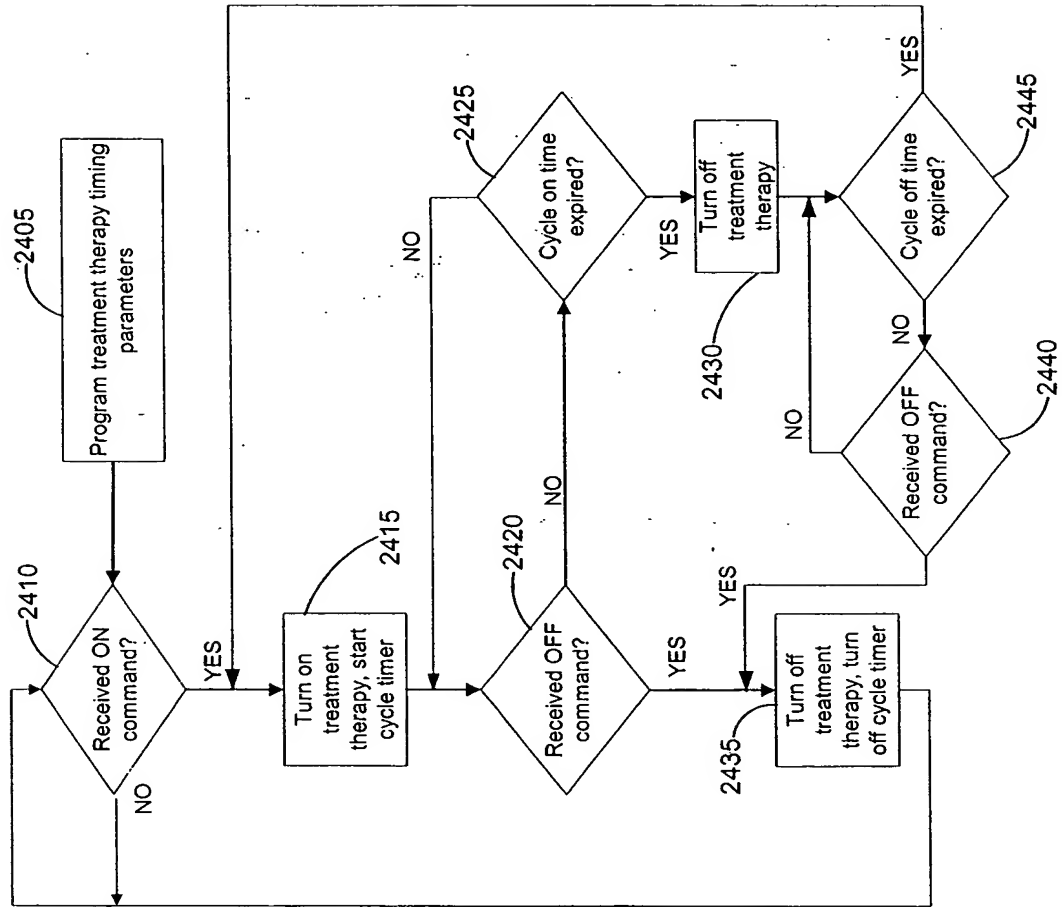 2405
Program treatment therapy timing
parameters
2410
Received ON
command?
NO
YES
Turn on
treatment
therapy, start
cycle timer
2415
2420
Received OFF
command?
NO
YES
2425
Cycle on time
expired?
NO
YES
Turn off
treatment
therapy
2430
2435
Turn off
treatment
therapy, turn
off cycle timer
2440
Received OFF
command?
NO
YES
2445
Cycle off time
expired?
NO
YES